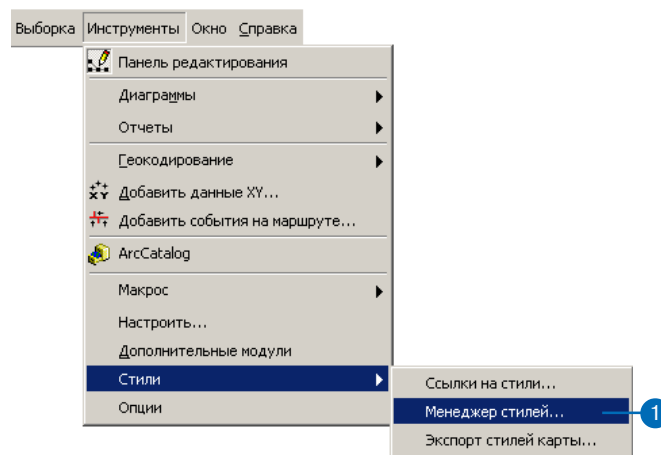 Выборка Инструменты Окно Справка
Панель редактирования
Диаграммы
Отчеты
Геокодирование
Добавить данные XY...
Добавить события на маршруте...
ArcCatalog
Макрос
Настроить...
Дополнительные модули
Стили
Опции
Ссылки на стили...
Менеджер стилей...
1
Экспорт стилей карты...